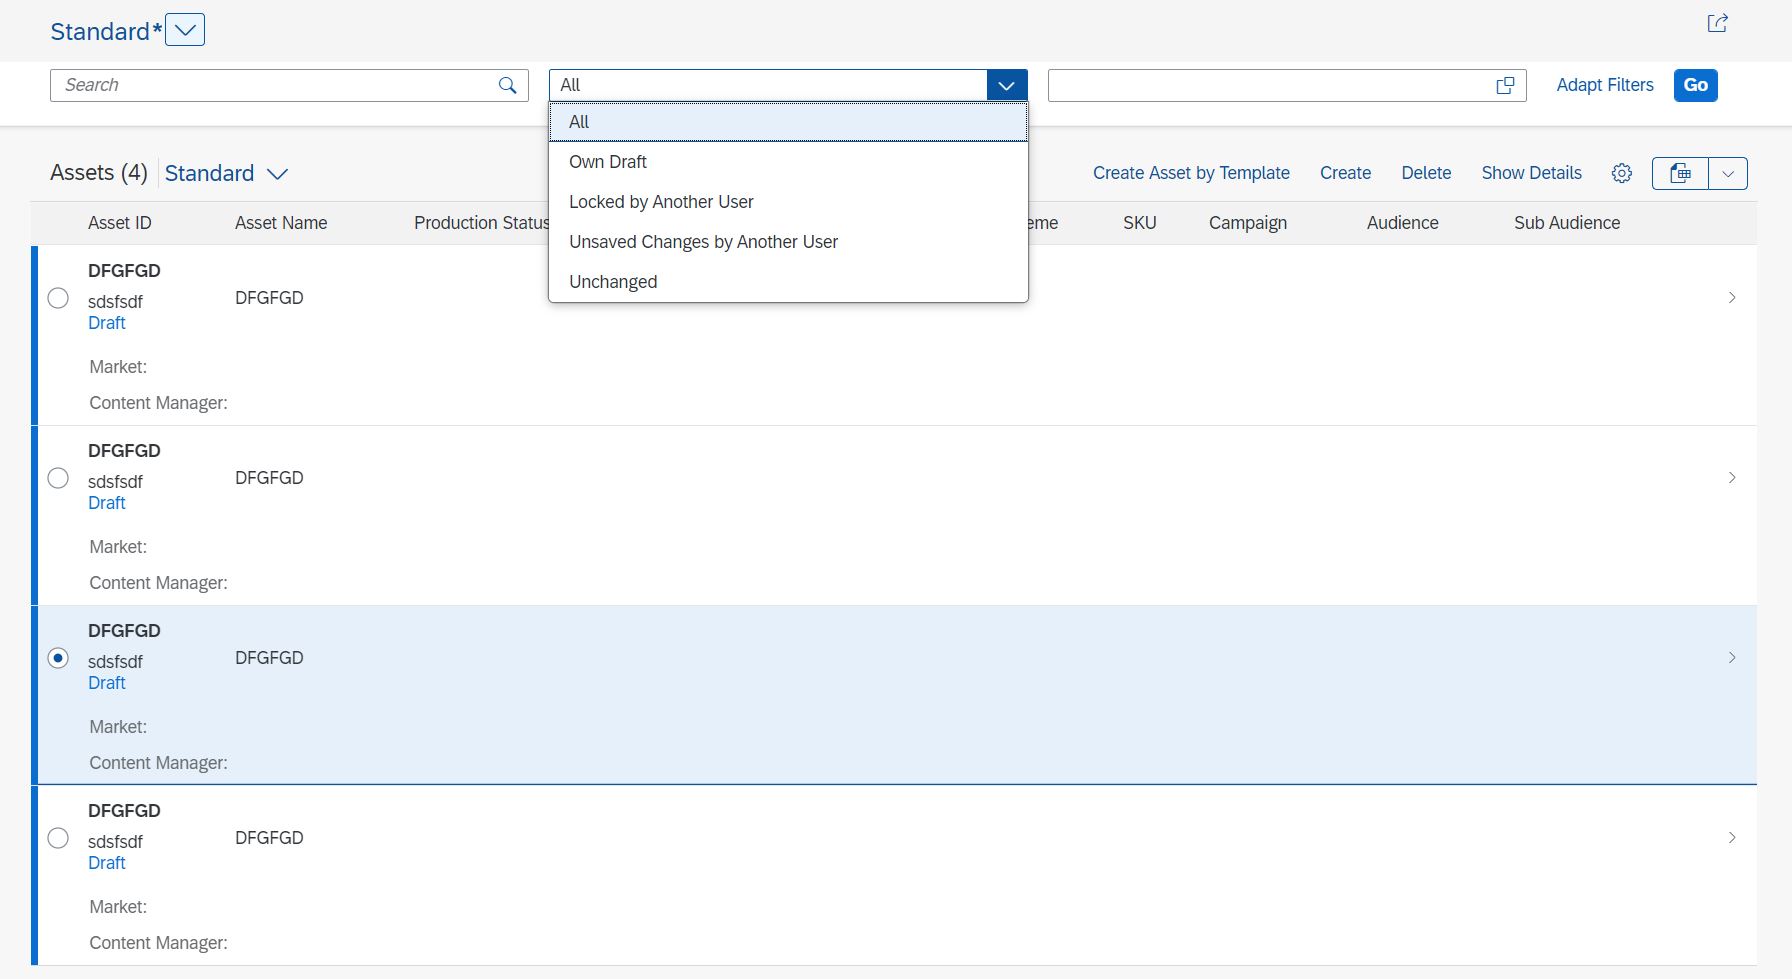 Standard*
Search
All
Adapt Filters
Go
All
Own Draft
Locked by Another User
Unsaved Changes by Another User
Unchanged
Assets (4) Standard
Create Asset by Template Create Delete Show Details
Asset ID Asset Name Production Status SKU Campaign Audience Sub Audience
DFGFGD
sdsfsdf
Draft
DFGFGD
Market:
Content Manager:
DFGFGD
sdsfsdf
Draft
DFGFGD
Market:
Content Manager:
DFGFGD
sdsfsdf
Draft
DFGFGD
Market:
Content Manager:
DFGFGD
sdsfsdf
Draft
DFGFGD
Market:
Content Manager: